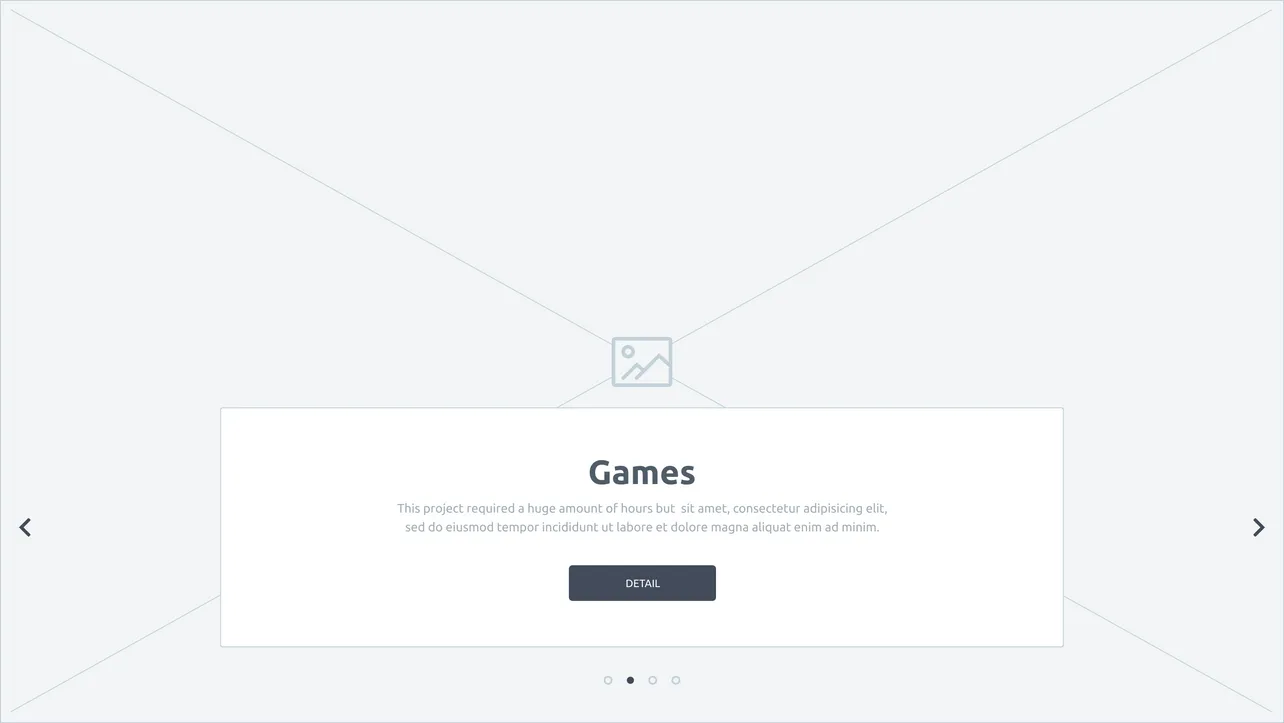 Games
This project required a huge amount of hours but  sit amet, consectetur adipisicing elit,
sed do eiusmod tempor incididunt ut labore et dolore magna aliquat enim ad minim.
DETAIL